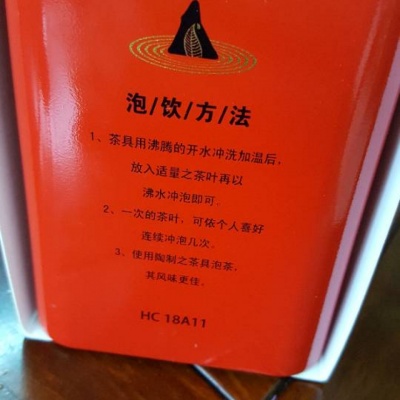 泡/饮/方/法
1、茶具用沸腾的开水冲洗加温后，
放入适量之茶叶再以
沸水冲泡即可．
2、一次的茶叶，可依个人喜好
连续冲泡几次．
3、使用陶制之茶具泡茶．
其风味更佳．
HC 18A11